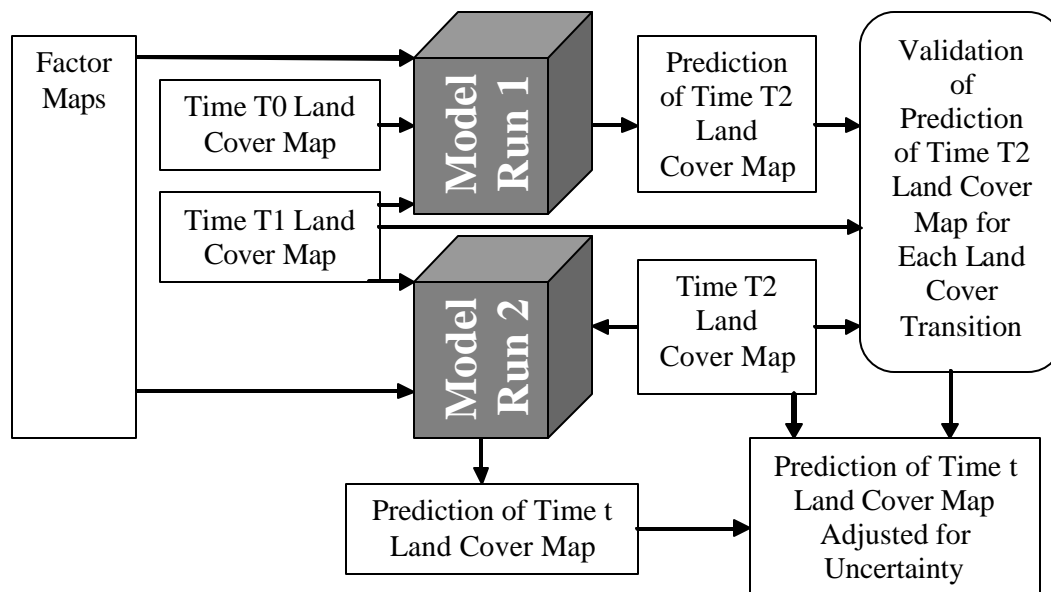 Factor
Maps
Time T0 Land
Cover Map
Time T1 Land
Cover Map
Model
Run 1
Prediction
of Time T2
Land
Cover Map
Validation
of
Prediction
of Time T2
Land Cover
Map for
Each Land
Cover
Transition
Model
Run 2
Time T2
Land
Cover Map
Prediction of Time t
Land Cover Map
Prediction of Time t
Land Cover Map
Adjusted for
Uncertainty